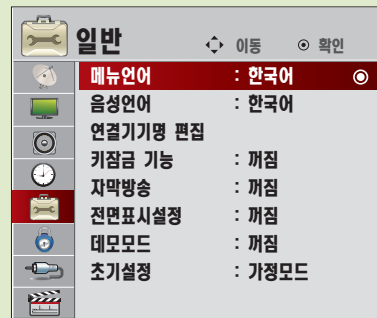 일반 이동 확인
메뉴언어 : 한국어
음성언어 : 한국어
연결기기명 편집
키잠금 기능 : 꺼짐
자막방송 : 꺼짐
전면표시설정 : 꺼짐
데모모드 : 꺼짐
초기설정 : 가정모드